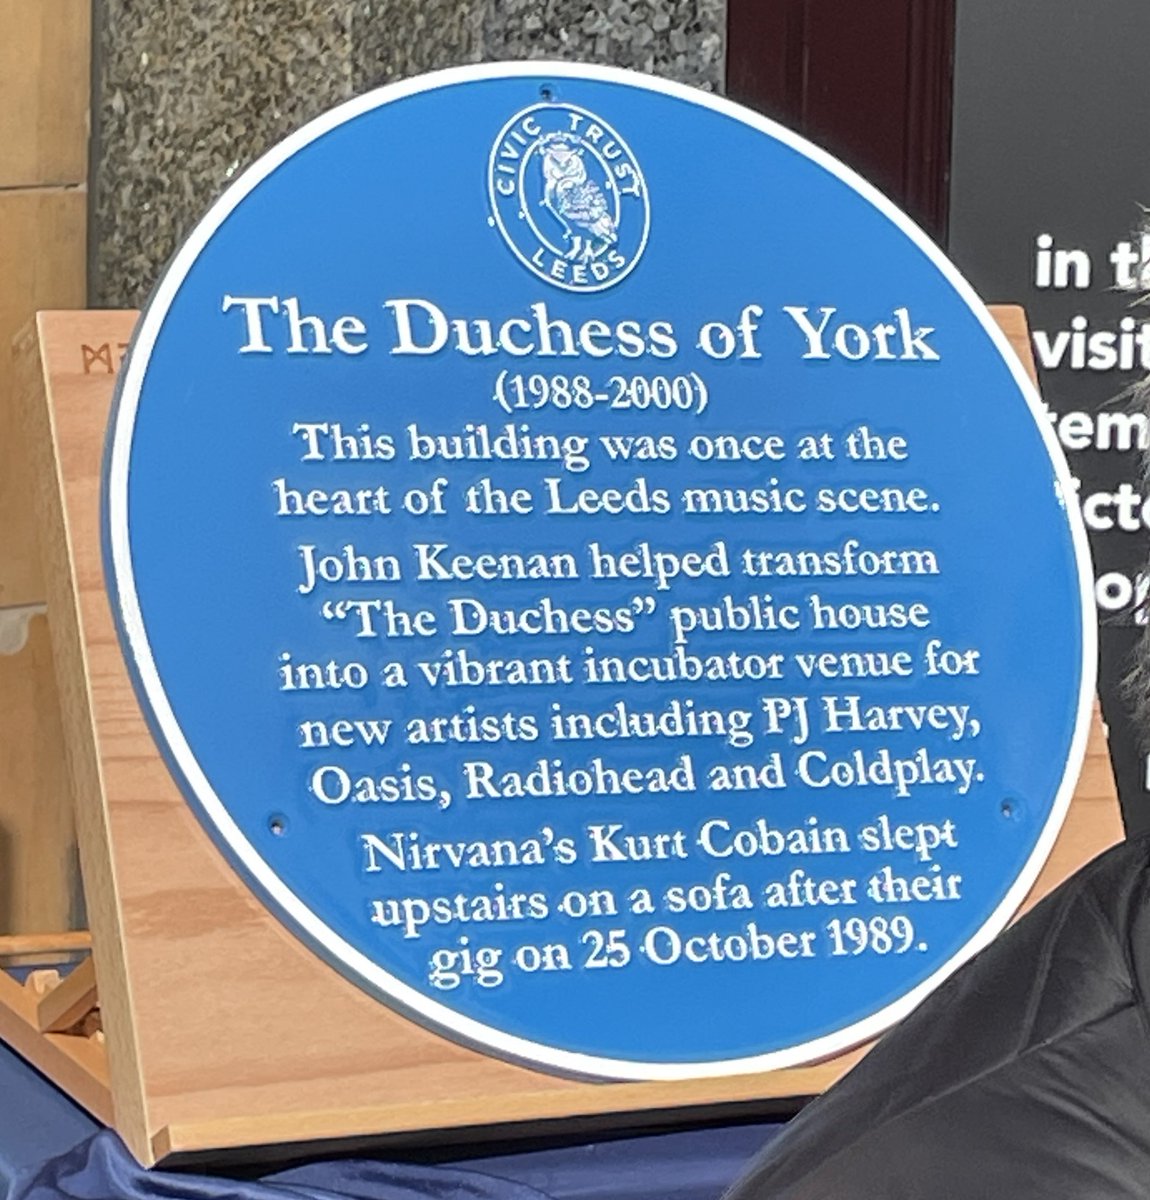 CIVIC TRUST
LEEDS
The Duchess of York
(1988-2000)
This building was once at the
heart of the Leeds music scene.
John Keenan helped transform
“The Duchess” public house
into a vibrant incubator venue for
new artists including PJ Harvey,
Oasis, Radiohead and Coldplay.
Nirvana’s Kurt Cobain slept
upstairs on a sofa after their
gig on 25 October 1989.
in